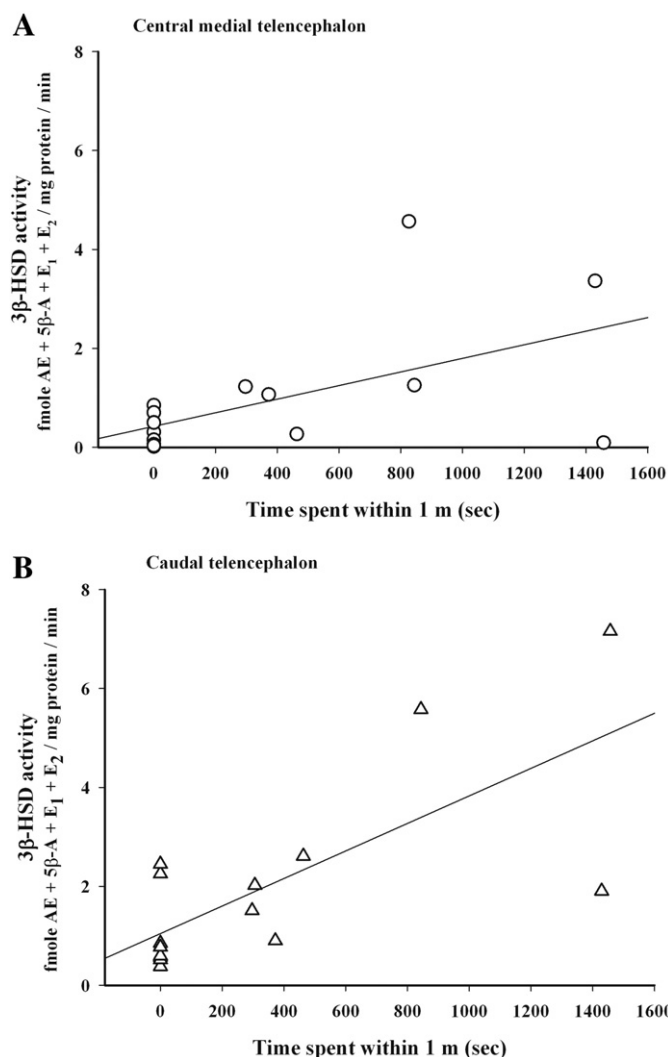 A
Central medial telencephalon
3β-HSD activity
fmole AE + 5β-A + E₁ + E₂ / mg protein / min
8
6
4
2
0
0 200 400 600 800 1000 1200 1400 1600
Time spent within 1 m (sec)
B
Caudal telencephalon
3β-HSD activity
fmole AE + 5β-A + E₁ + E₂ / mg protein / min
8
6
4
2
0
0 200 400 600 800 1000 1200 1400 1600
Time spent within 1 m (sec)